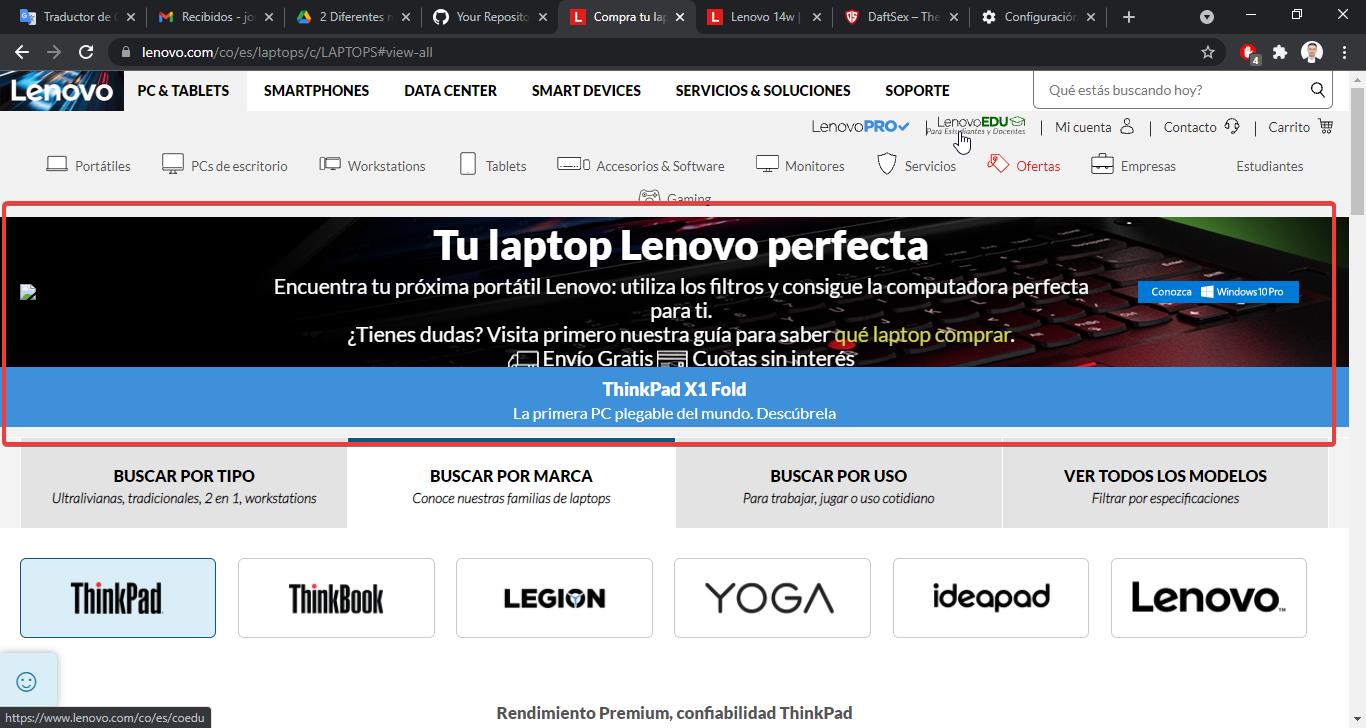 Traductor de G
Recibidos - jo
2 Diferentes n
Your Reposito
Compra tu lap
Lenovo 14w |
DaftSex – The
Configuración
lenovo.com/co/es/laptops/c/LAPTOPS#view-all
4
Lenovo
PC & TABLETS
SMARTPHONES
DATA CENTER
SMART DEVICES
SERVICIOS & SOLUCIONES
SOPORTE
Qué estás buscando hoy?
LenovoPRO
LenovoEDU
Para Estudiantes y Docentes
Mi cuenta
Contacto
Carrito
Portátiles
PCs de escritorio
Workstations
Tablets
Accesorios & Software
Monitores
Servicios
Ofertas
Empresas
Estudiantes
Gaming
Tu laptop Lenovo perfecta
Encuentra tu próxima portátil Lenovo: utiliza los filtros y consigue la computadora perfecta
para ti.
¿Tienes dudas? Visita primero nuestra guía para saber qué laptop comprar.
Envío Gratis Cuotas sin interés
Conozca Windows 10 Pro
ThinkPad X1 Fold
La primera PC plegable del mundo. Descúbrela
BUSCAR POR TIPO
Ultralivianas, tradicionales, 2 en 1, workstations
BUSCAR POR MARCA
Conoce nuestras familias de laptops
BUSCAR POR USO
Para trabajar, jugar o uso cotidiano
VER TODOS LOS MODELOS
Filtrar por especificaciones
ThinkPad
ThinkBook
LEGION
YOGA
ideapad
Lenovo™
Rendimiento Premium, confiabilidad ThinkPad
https://www.lenovo.com/co/es/coedu